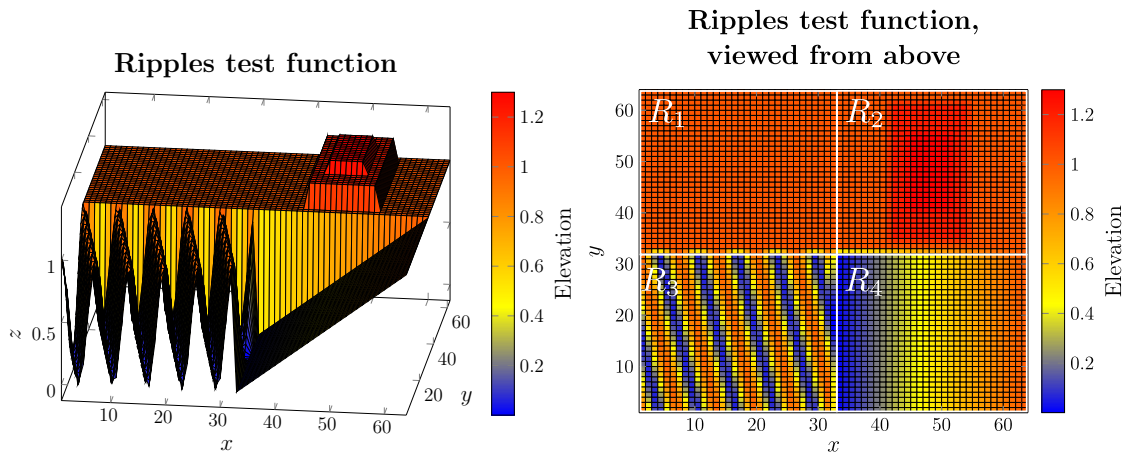 Ripples test function
1
0.5
0
z
10
20
30
40
50
60
x
20
40
60
y
1.2
1
0.8
0.6
0.4
0.2
Elevation
Ripples test function,
viewed from above
60
50
40
30
20
10
y
R1
R2
R3
R4
10
20
30
40
50
60
x
1.2
1
0.8
0.6
0.4
0.2
Elevation